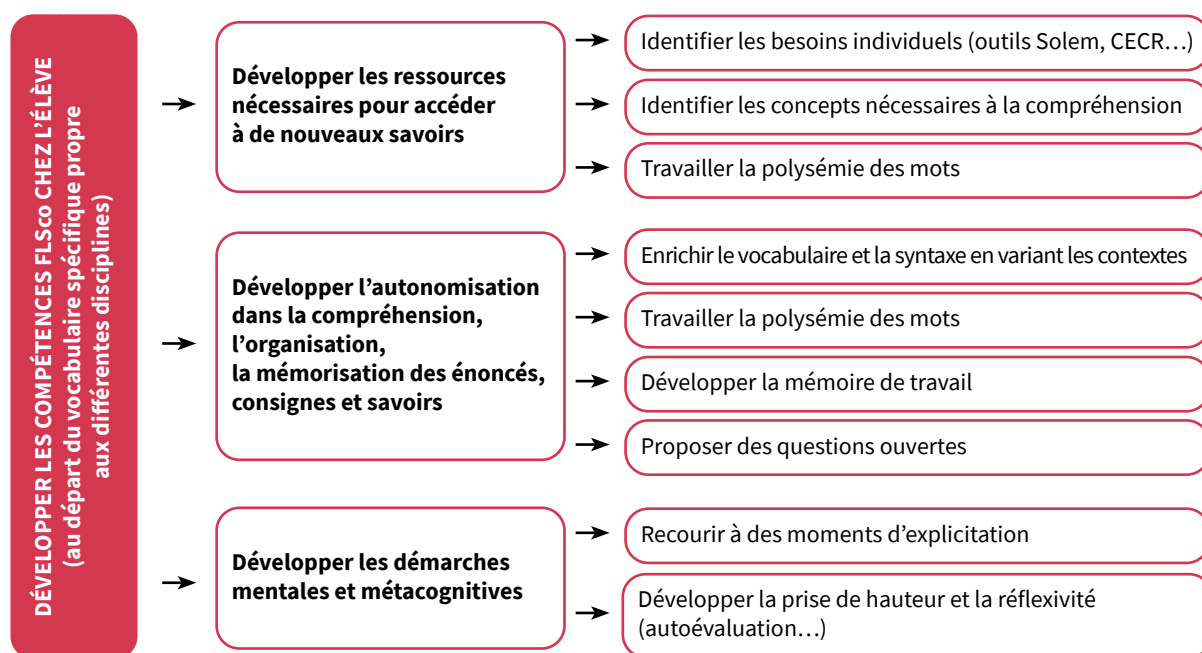 DÉVELOPPER LES COMPÉTENCES FLSco CHEZ L’ÉLÈVE
(au départ du vocabulaire spécifique propre
aux différentes disciplines)
Développer les ressources
nécessaires pour accéder
à de nouveaux savoirs
Identifier les besoins individuels (outils Solem, CECR…)
Identifier les concepts nécessaires à la compréhension
Travailler la polysémie des mots
Développer l’autonomisation
dans la compréhension,
l’organisation,
la mémorisation des énoncés,
consignes et savoirs
Enrichir le vocabulaire et la syntaxe en variant les contextes
Travailler la polysémie des mots
Développer la mémoire de travail
Proposer des questions ouvertes
Développer les démarches
mentales et métacognitives
Recourir à des moments d’explicitation
Développer la prise de hauteur et la réflexivité
(autoévaluation…)